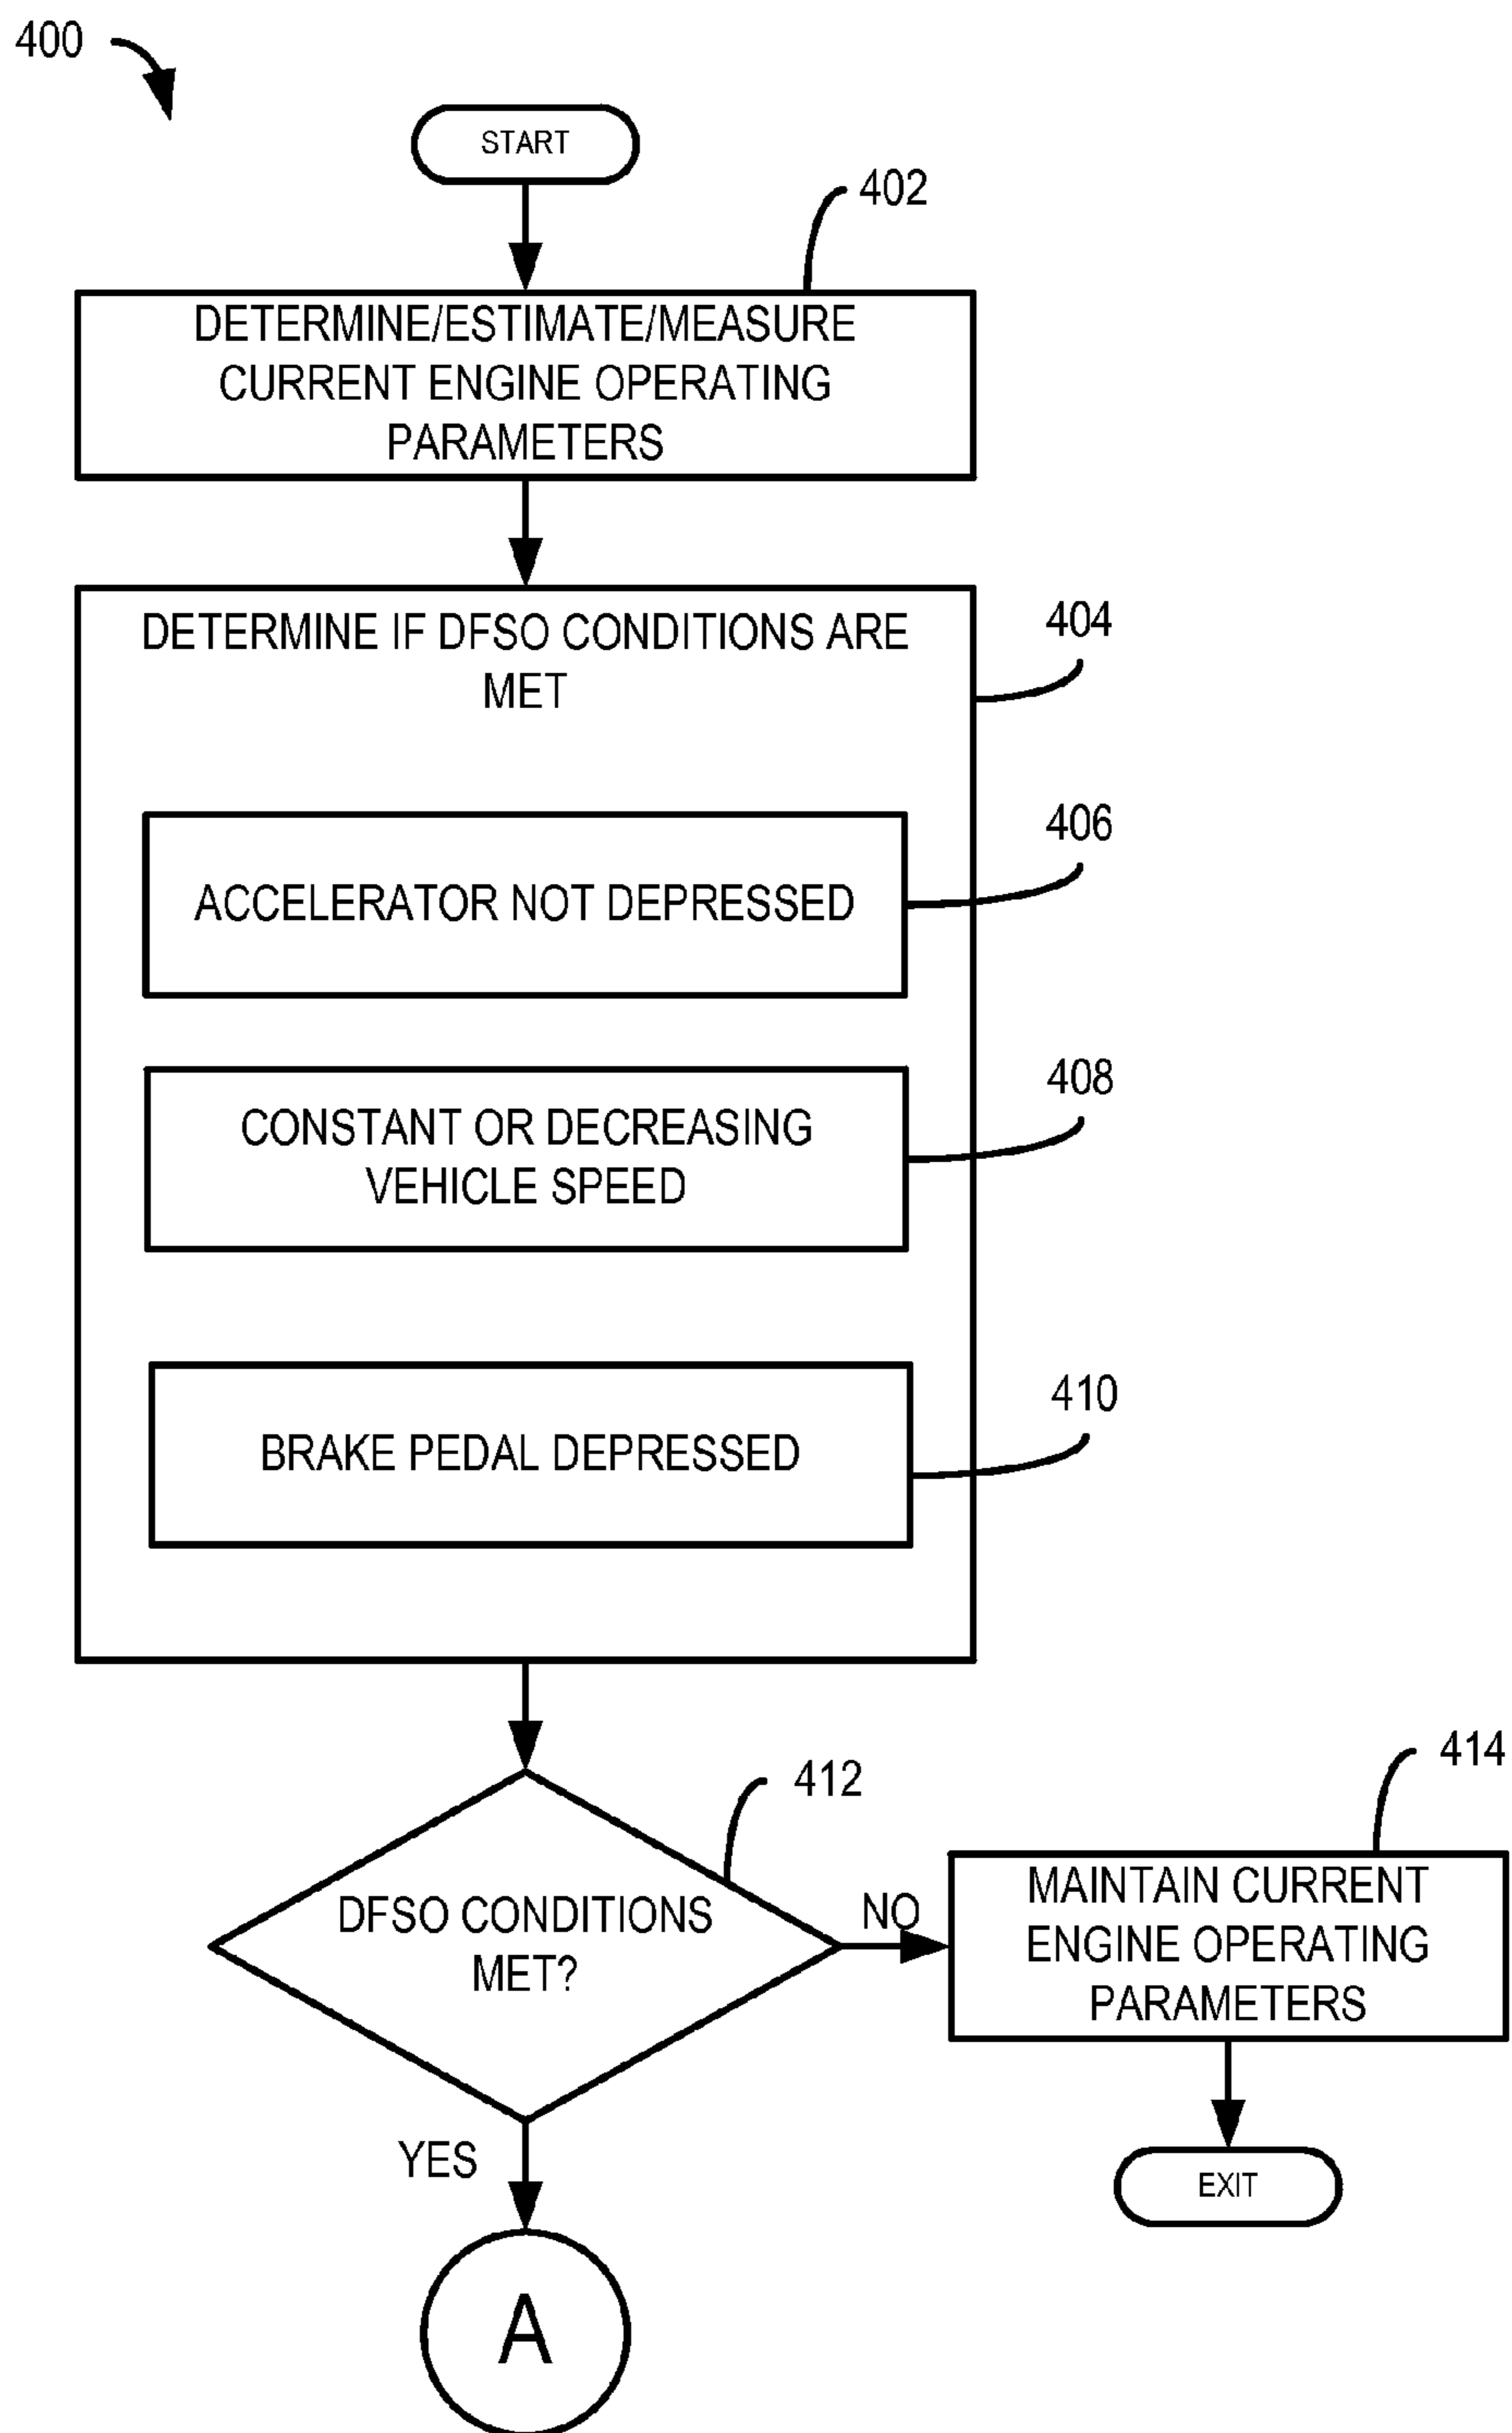 400
START
402
DETERMINE/ESTIMATE/MEASURE
CURRENT ENGINE OPERATING
PARAMETERS
DETERMINE IF DFSO CONDITIONS ARE
MET
404
ACCELERATOR NOT DEPRESSED
406
CONSTANT OR DECREASING
VEHICLE SPEED
408
BRAKE PEDAL DEPRESSED
410
412
DFSO CONDITIONS
MET?
NO
414
MAINTAIN CURRENT
ENGINE OPERATING
PARAMETERS
YES
EXIT
A